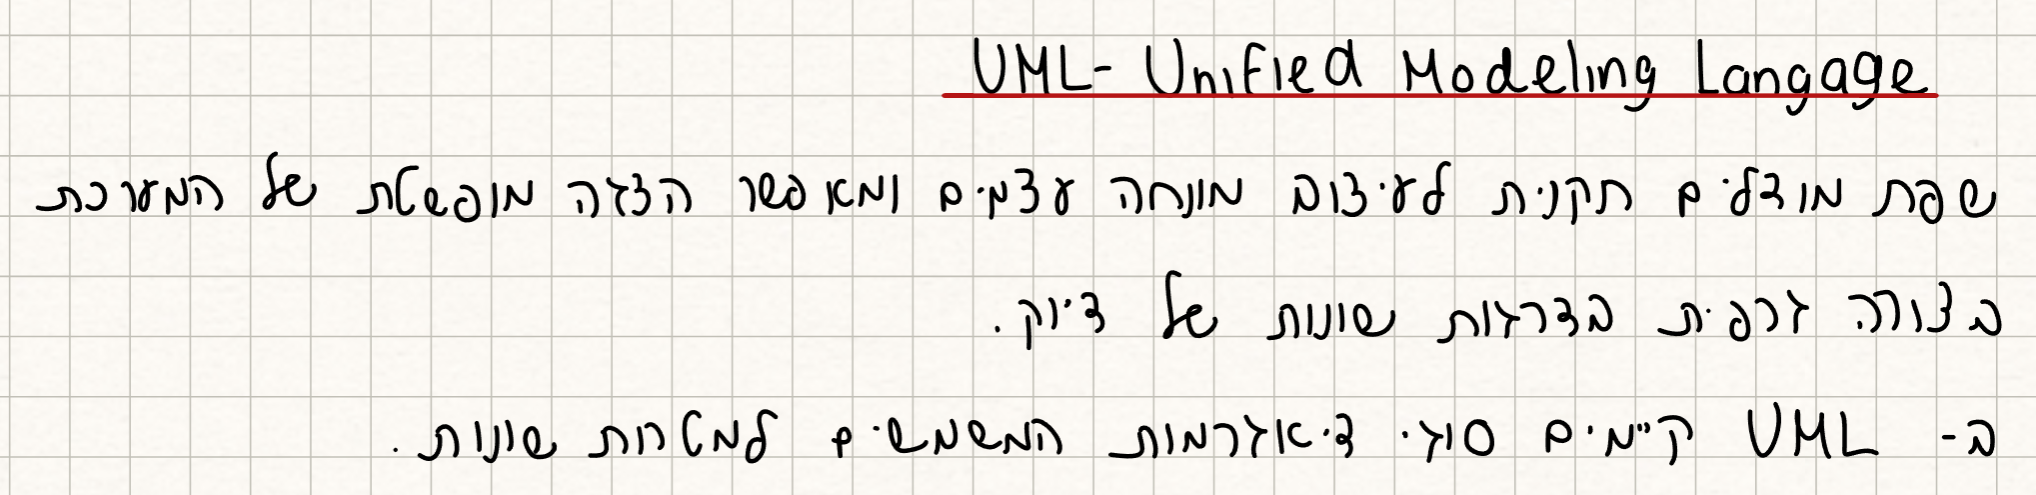 UML- Unified Modeling Langage
שפת מודלים תקנית לעיצוב מונחה עצמים ומאפשר הצגה מופשטת של המערכת
בצורה גרפית בדרגות שונות של דיוק.
ב- UML קיימים סוגי דיאגרמות המשמשים למטרות שונות.